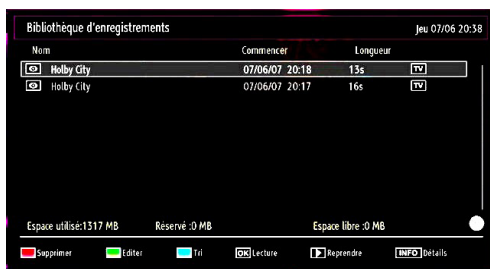 Bibliothèque d'enregistrements Jeu 07/06 20:38
Nom Commencer Longueur
Holby City 07/06/07 20:18 13s TV
Holby City 07/06/07 20:17 16s TV
Espace utilisé:1317 MB Réservé :0 MB Espace libre :0 MB
Supprimer Editer Tri OK Lecture Reprendre INFO Détails